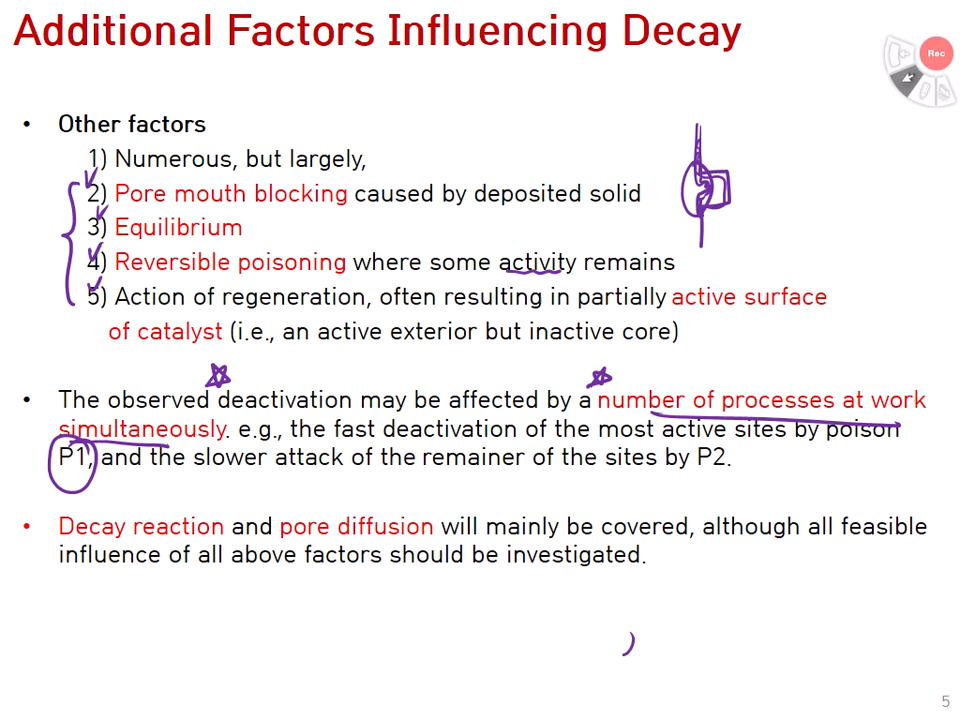 Additional Factors Influencing Decay
Rec
• Other factors
1) Numerous, but largely,
2) Pore mouth blocking caused by deposited solid
3) Equilibrium
4) Reversible poisoning where some activity remains
5) Action of regeneration, often resulting in partially active surface
of catalyst (i.e., an active exterior but inactive core)
• The observed deactivation may be affected by a number of processes at work
simultaneously. e.g., the fast deactivation of the most active sites by poison
P1, and the slower attack of the remainer of the sites by P2.
• Decay reaction and pore diffusion will mainly be covered, although all feasible
influence of all above factors should be investigated.
5